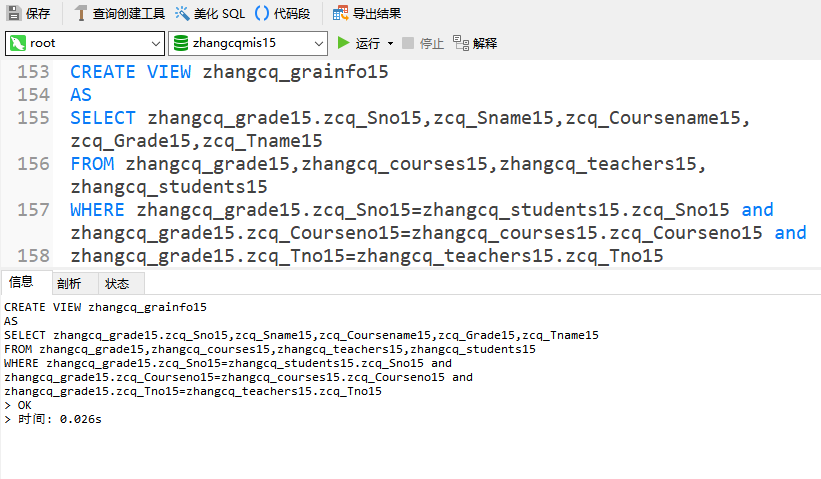 保存 查询创建工具 美化 SQL 代码段 导出结果
root zhangcqmis15 运行 停止 解释
153 CREATE VIEW zhangcq_grainfo15
154 AS
155 SELECT zhangcq_grade15.zcq_Sno15,zcq_Sname15,zcq_Coursename15,
zcq_Grade15,zcq_Tname15
156 FROM zhangcq_grade15,zhangcq_courses15,zhangcq_teachers15,
zhangcq_students15
157 WHERE zhangcq_grade15.zcq_Sno15=zhangcq_students15.zcq_Sno15 and
zhangcq_grade15.zcq_Courseno15=zhangcq_courses15.zcq_Courseno15 and
158 zhangcq_grade15.zcq_Tno15=zhangcq_teachers15.zcq_Tno15
信息 剖析 状态
CREATE VIEW zhangcq_grainfo15
AS
SELECT zhangcq_grade15.zcq_Sno15,zcq_Sname15,zcq_Coursename15,zcq_Grade15,zcq_Tname15
FROM zhangcq_grade15,zhangcq_courses15,zhangcq_teachers15,zhangcq_students15
WHERE zhangcq_grade15.zcq_Sno15=zhangcq_students15.zcq_Sno15 and
zhangcq_grade15.zcq_Courseno15=zhangcq_courses15.zcq_Courseno15 and
zhangcq_grade15.zcq_Tno15=zhangcq_teachers15.zcq_Tno15
> OK
> 时间: 0.026s